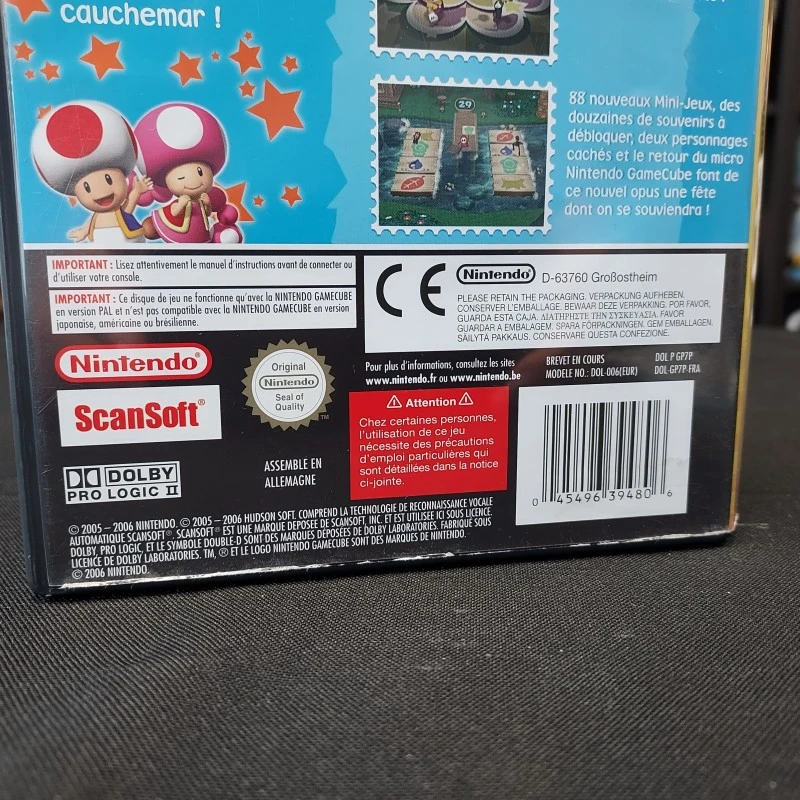 cauchemar !
29
88 nouveaux Mini-Jeux, des
douzaines de souvenirs à
débloquer, deux personnages
cachés et le retour du micro
Nintendo GameCube font de
ce nouvel opus une fête
dont on se souviendra !
IMPORTANT : Lisez attentivement le manuel d'instructions avant de connecter ou
d'utiliser votre console.
IMPORTANT : Ce disque de jeu ne fonctionne qu'avec la NINTENDO GAMECUBE
en version PAL et n'est pas compatible avec la NINTENDO GAMECUBE en version
japonaise, américaine ou brésilienne.
CE Nintendo® D-63760 Großostheim
PLEASE RETAIN THE PACKAGING. VERPACKUNG AUFHEBEN.
CONSERVER L'EMBALLAGE. BEWAAR DEZE VERPAKKING. POR FAVOR,
GUARDA ESTA CAJA. ΔΙΑΤΗΡΗΣΤΕ ΤΗΝ ΣΥΣΚΕΥΑΣΙΑ. FAVOR
GUARDAR A EMBALAGEM. SPARA FÖRPACKNINGEN. GEM EMBALLAGEN.
SÄILYTÄ PAKKAUS. CONSERVARE QUESTA CONFEZIONE.
Nintendo®
ScanSoft®
Original
Nintendo
Seal of
Quality
TM
Pour plus d'informations, consultez les sites
www.nintendo.fr ou www.nintendo.be
BREVET EN COURS
MODELE NO.: DOL-006(EUR)
DOL P GP7P
DOL-GP7P-FRA
Attention
Chez certaines personnes,
l'utilisation de ce jeu
nécessite des précautions
d'emploi particulières qui
sont détaillées dans la notice
ci-jointe.
DOLBY
PRO LOGIC II
ASSEMBLE EN
ALLEMAGNE
0 45496 39480 6
© 2005 – 2006 NINTENDO. © 2005 – 2006 HUDSON SOFT. COMPREND LA TECHNOLOGIE DE RECONNAISSANCE VOCALE
AUTOMATIQUE SCANSOFT®. SCANSOFT® EST UNE MARQUE DEPOSEE DE SCANSOFT, INC. ET EST UTILISEE ICI SOUS LICENCE.
DOLBY, PRO LOGIC, ET LE SYMBOLE DOUBLE-D SONT DES MARQUES DEPOSEES DE DOLBY LABORATORIES. FABRIQUE SOUS
LICENCE DE DOLBY LABORATORIES. TM, ® ET LE LOGO NINTENDO GAMECUBE SONT DES MARQUES DE NINTENDO.
© 2006 NINTENDO.